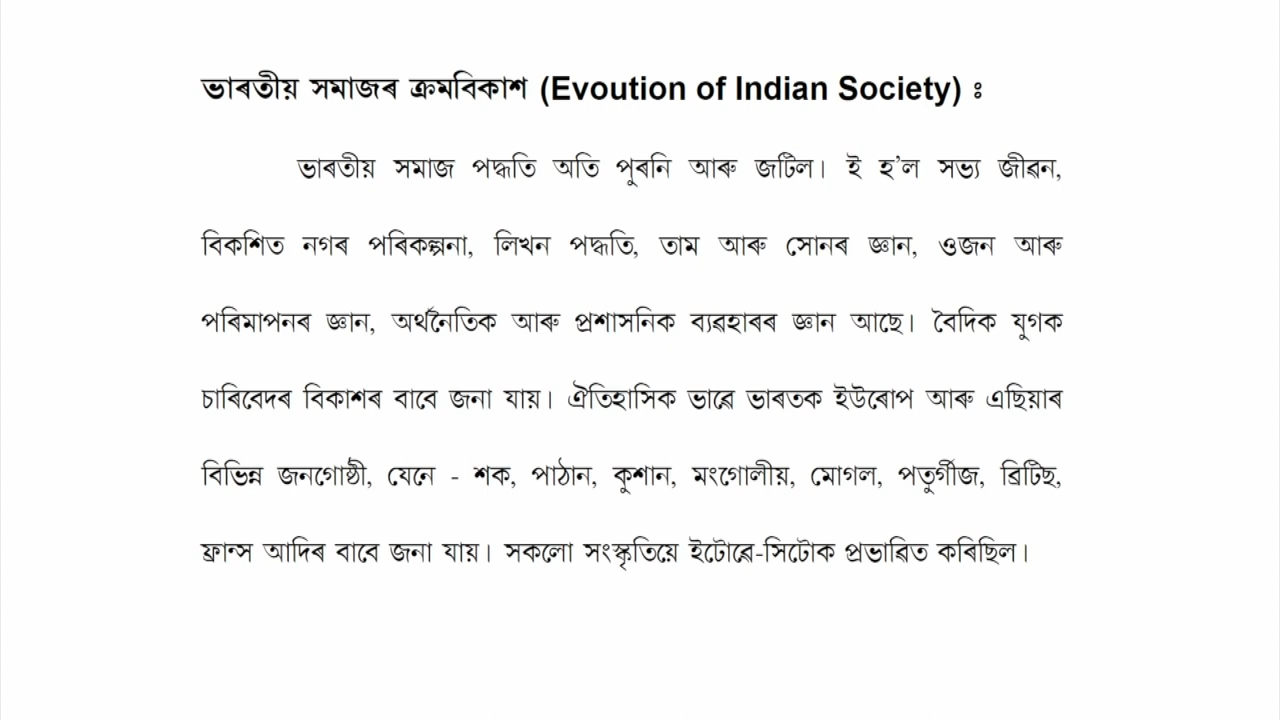 ভাৰতীয় সমাজৰ ক্ৰমবিকাশ (Evoution of Indian Society) ঃ
ভাৰতীয় সমাজ পদ্ধতি অতি পুৰনি আৰু জটিল। ই হ’ল সভ্য জীৱন,
বিকশিত নগৰ পৰিকল্পনা, লিখন পদ্ধতি, তাম আৰু সোনৰ জ্ঞান, ওজন আৰু
পৰিমাপনৰ জ্ঞান, অৰ্থনৈতিক আৰু প্ৰশাসনিক ব্যৱহাৰৰ জ্ঞান আছে। বৈদিক যুগক
চাৰিবেদৰ বিকাশৰ বাবে জনা যায়। ঐতিহাসিক ভাৱে ভাৰতক ইউৰোপ আৰু এছিয়াৰ
বিভিন্ন জনগোষ্ঠী, যেনে - শক, পাঠান, কুশান, মংগোলীয়, মোগল, পতুৰ্গীজ, ব্ৰিটিছ,
ফ্ৰান্স আদিৰ বাবে জনা যায়। সকলো সংস্কৃতিয়ে ইটোৱে-সিটোক প্ৰভাৱিত কৰিছিল।